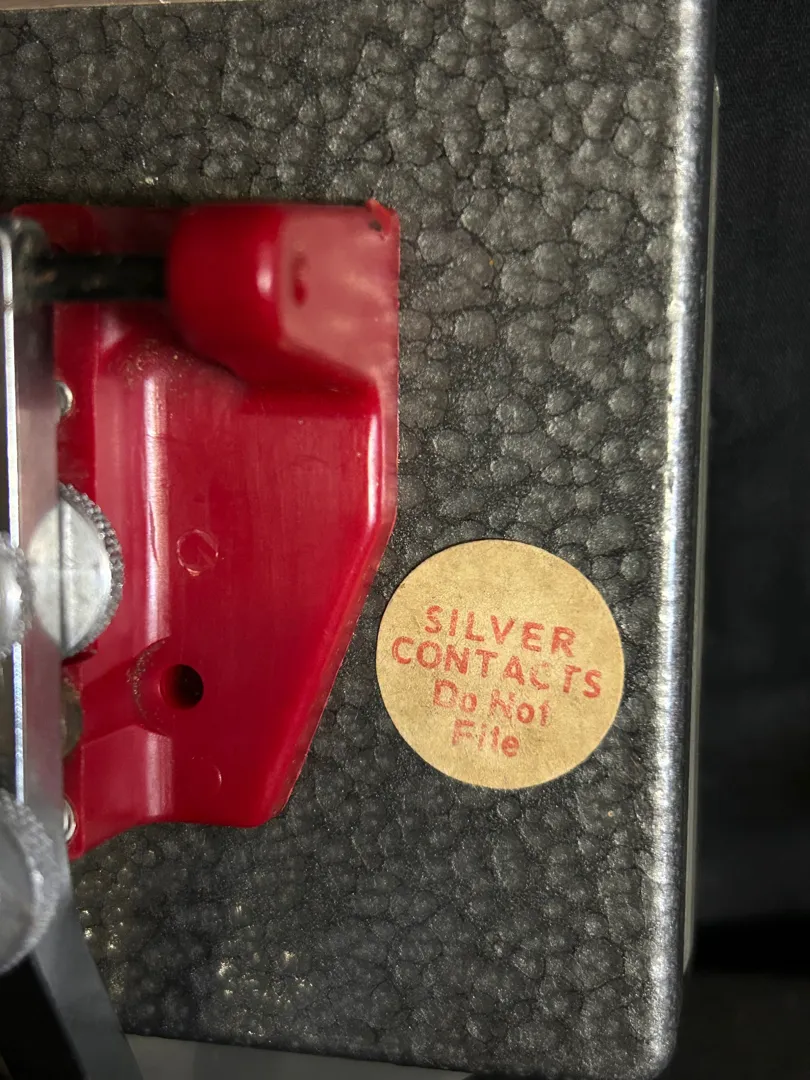 SILVER
CONTACTS
Do Not
File